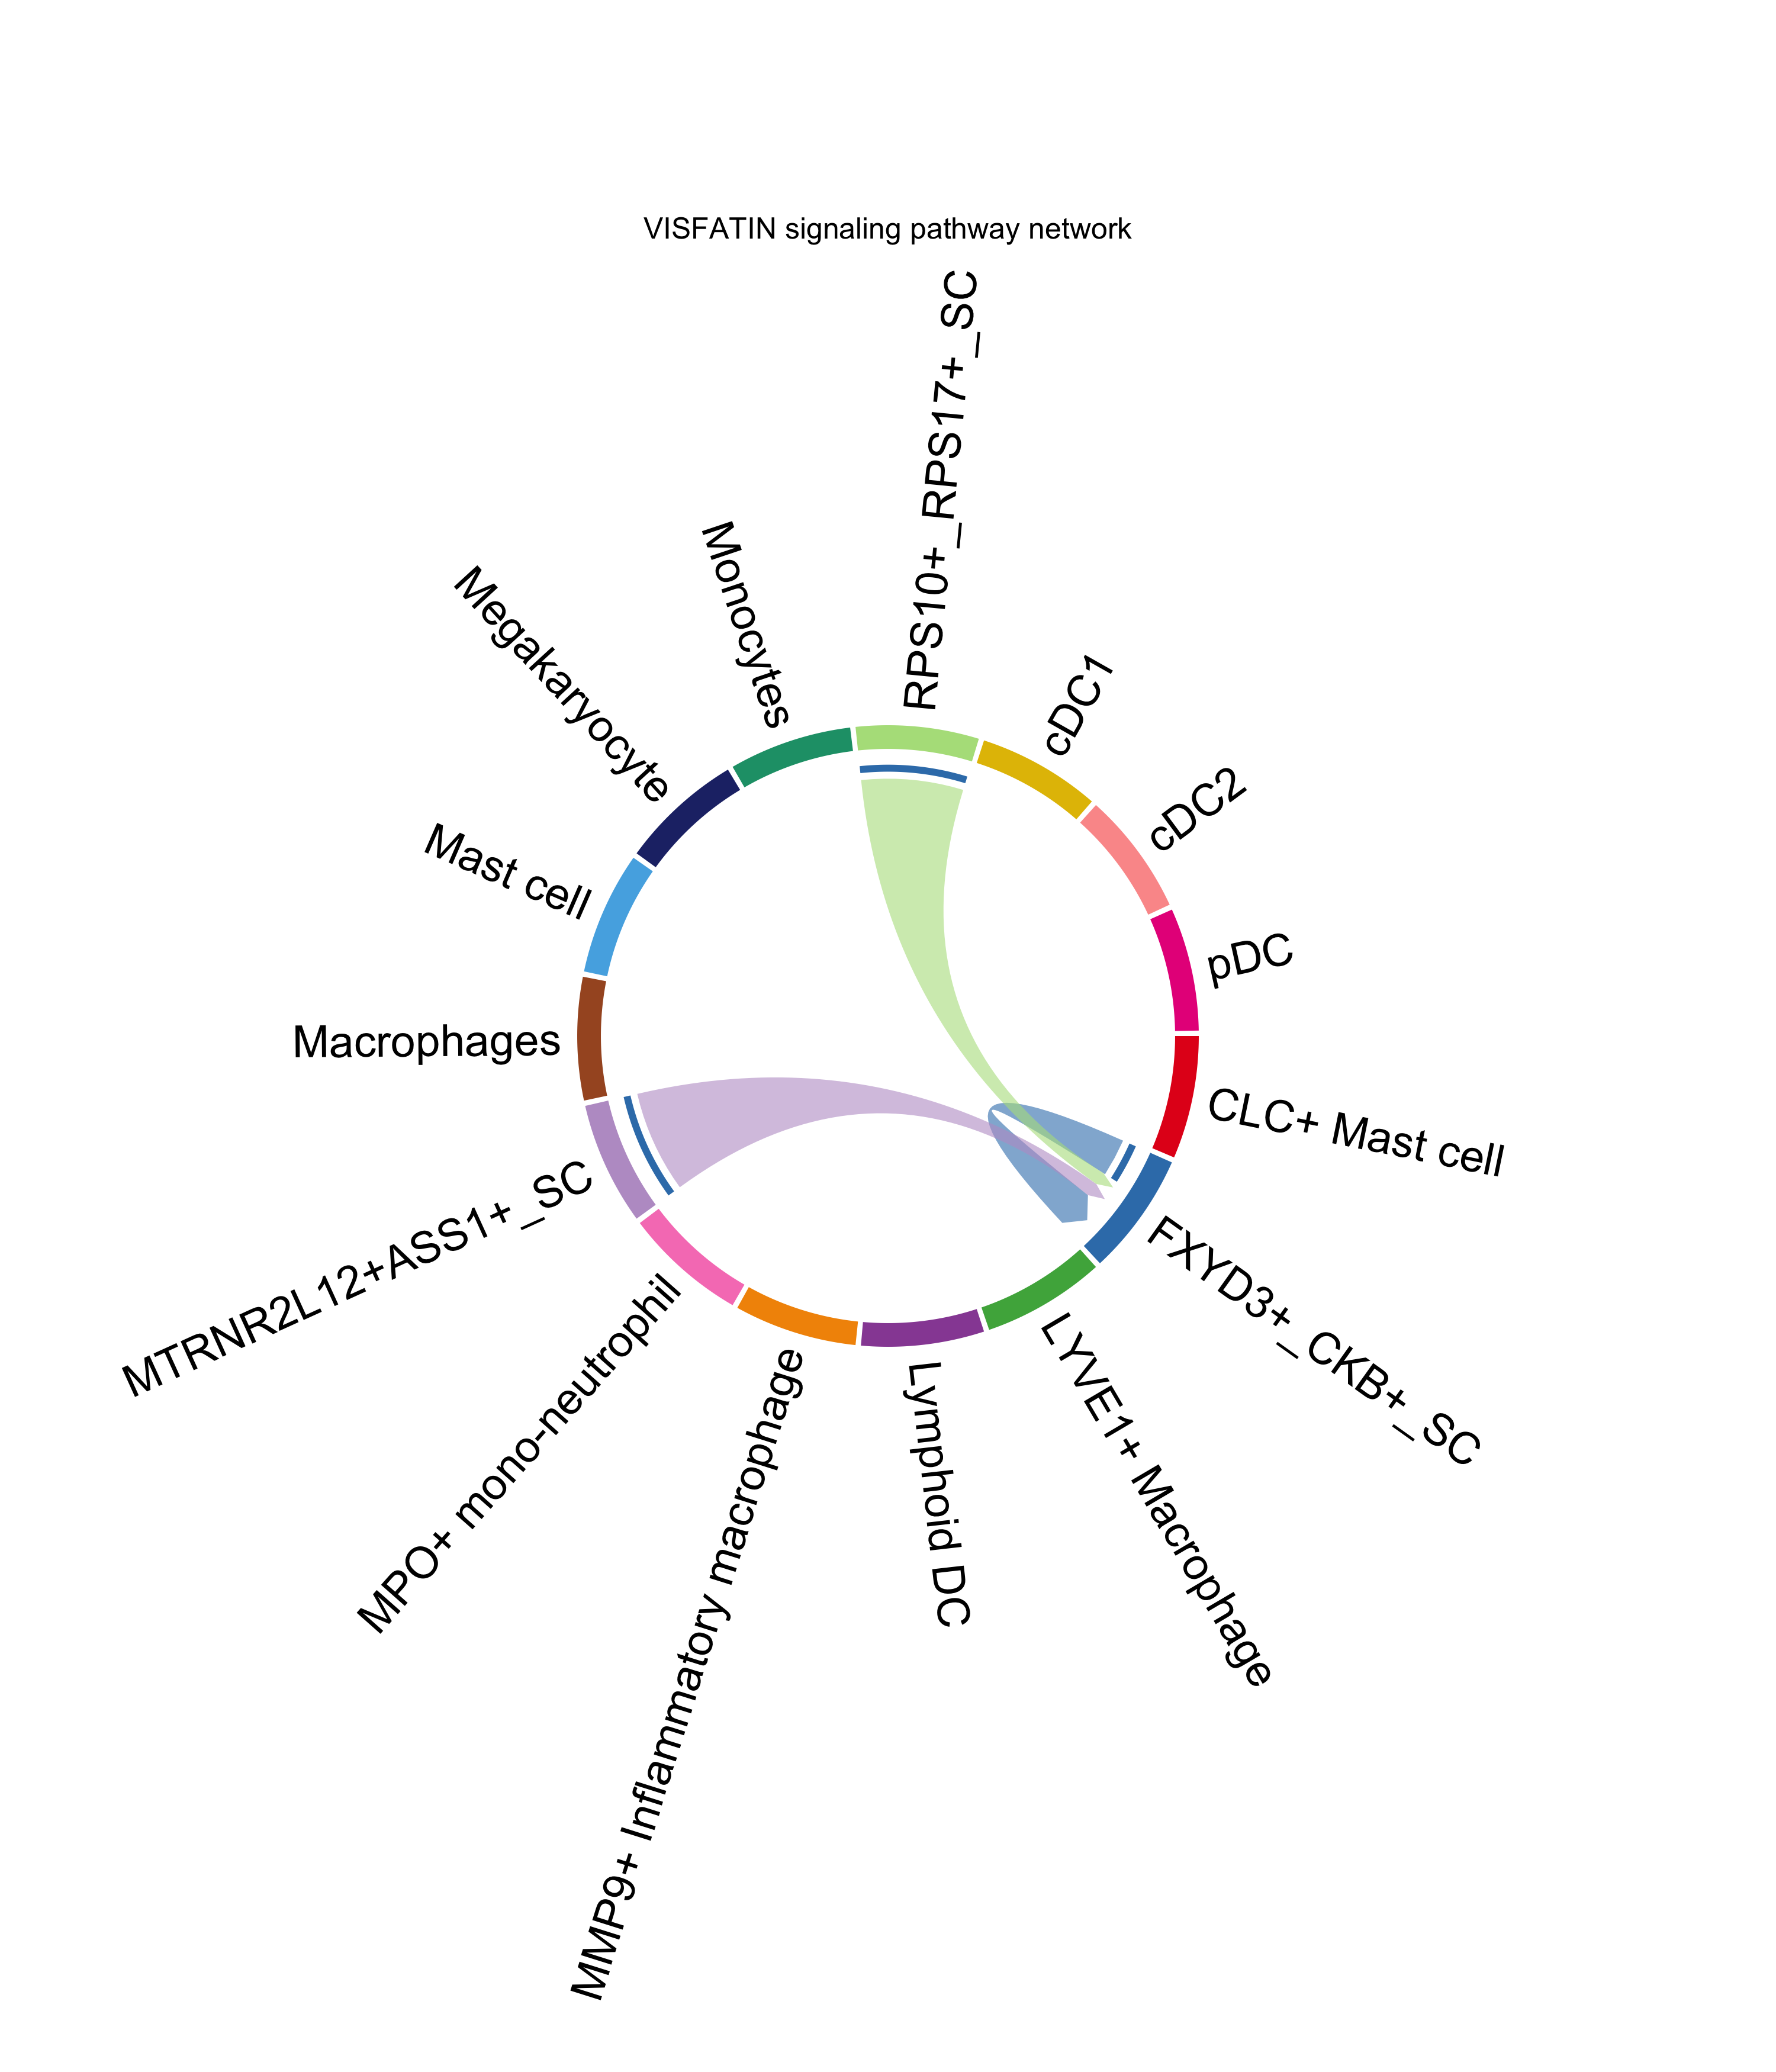 VISFATIN signaling pathway network
RPS10+_RPS17+_SC
cDC1
cDC2
pDC
CLC+ Mast cell
FXYD3+_CKB+_SC
LYVE1+ Macrophage
Lymphoid DC
MMP9+ Inflammatory macrophage
MPO+ mono-neutrophil
MTRNR2L12+ASS1+_SC
Macrophages
Mast cell
Megakaryocyte
Monocytes